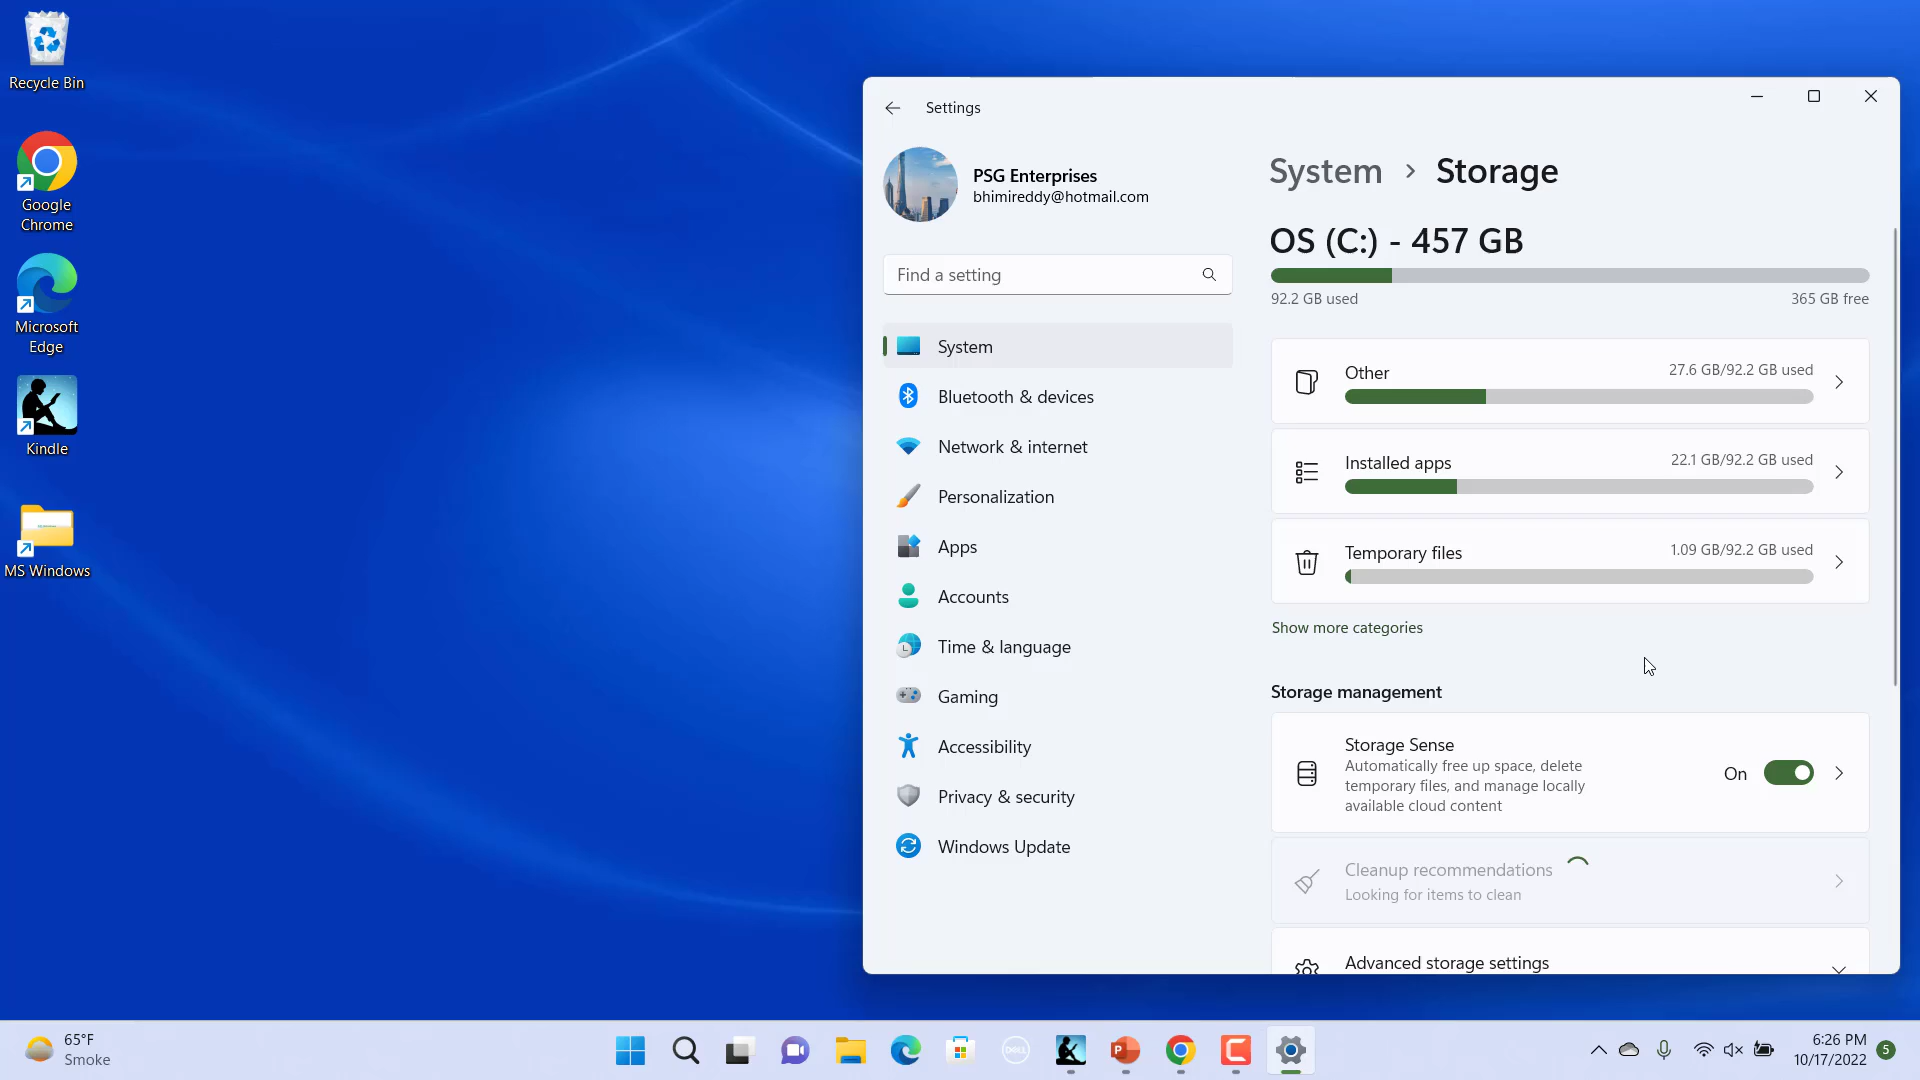 Recycle Bin
Google
Chrome
Microsoft
Edge
Kindle
MS Windows
Settings
PSG Enterprises
bhimireddy@hotmail.com
Find a setting
System
Bluetooth & devices
Network & internet
Personalization
Apps
Accounts
Time & language
Gaming
Accessibility
Privacy & security
Windows Update
System > Storage
OS (C:) - 457 GB
92.2 GB used 365 GB free
Other 27.6 GB/92.2 GB used
Installed apps 22.1 GB/92.2 GB used
Temporary files 1.09 GB/92.2 GB used
Show more categories
Storage management
Storage Sense
Automatically free up space, delete
temporary files, and manage locally
available cloud content
On
Cleanup recommendations
Looking for items to clean
Advanced storage settings
65°F
Smoke
DELL
6:26 PM
10/17/2022
5